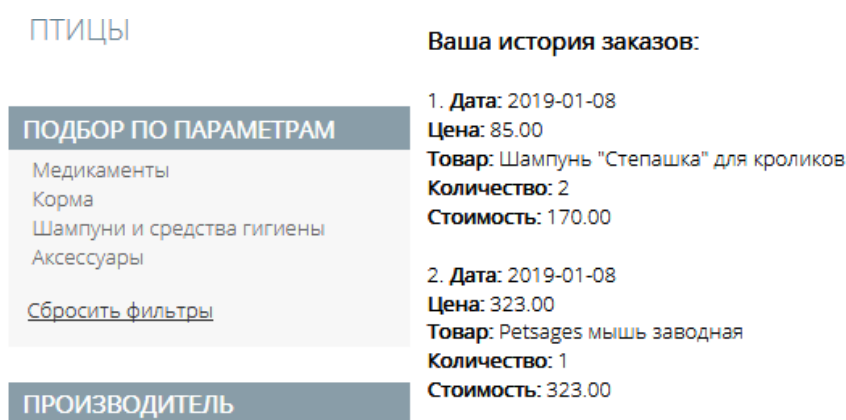 ПТИЦЫ
ПОДБОР ПО ПАРАМЕТРАМ
Медикаменты
Корма
Шампуни и средства гигиены
Аксессуары
Сбросить фильтры
ПРОИЗВОДИТЕЛЬ
Ваша история заказов:
1. Дата: 2019-01-08
Цена: 85.00
Товар: Шампунь "Степашка" для кроликов
Количество: 2
Стоимость: 170.00
2. Дата: 2019-01-08
Цена: 323.00
Товар: Petsages мышь заводная
Количество: 1
Стоимость: 323.00